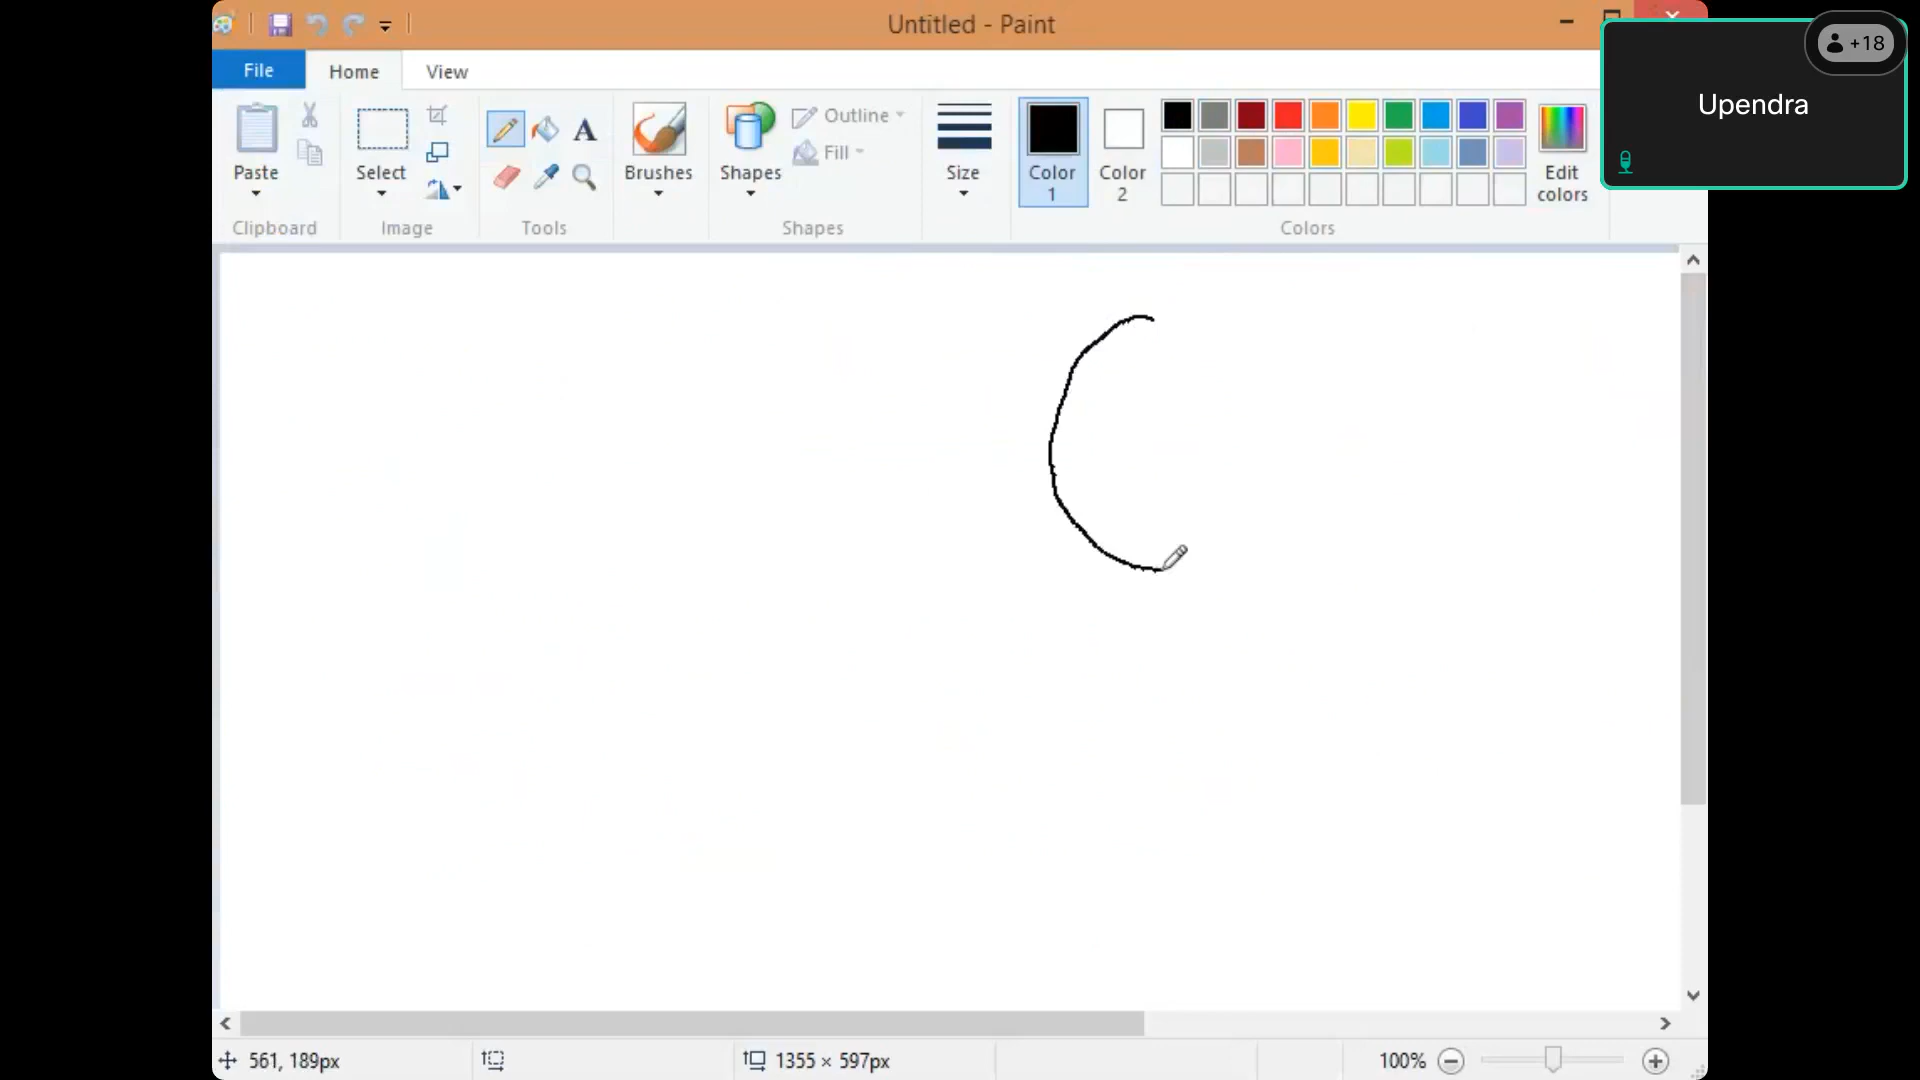 Untitled - Paint
+18
Upendra
File
Home
View
Paste
Select
A
Brushes
Shapes
Outline
Fill
Size
Color 1
Color 2
Edit colors
Clipboard
Image
Tools
Shapes
Colors
561, 189px
1355 × 597px
100%